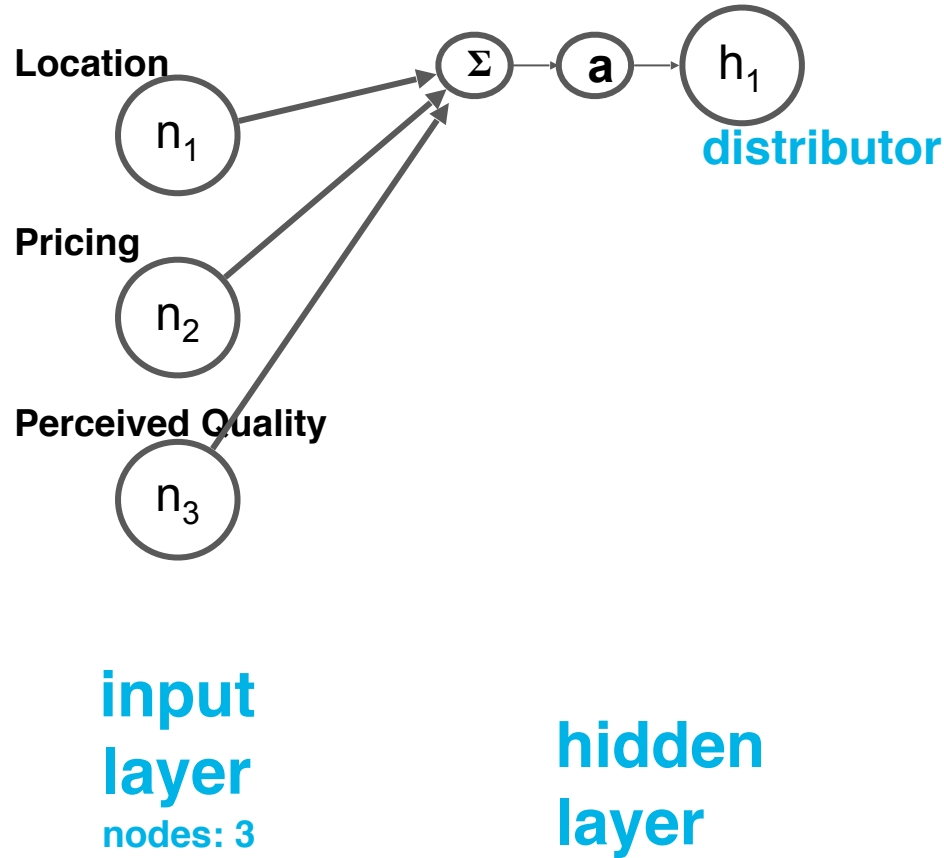 Location
Σ
a
h₁
n₁
distributor
Pricing
n₂
Perceived Quality
n₃
input
layer
nodes: 3
hidden
layer